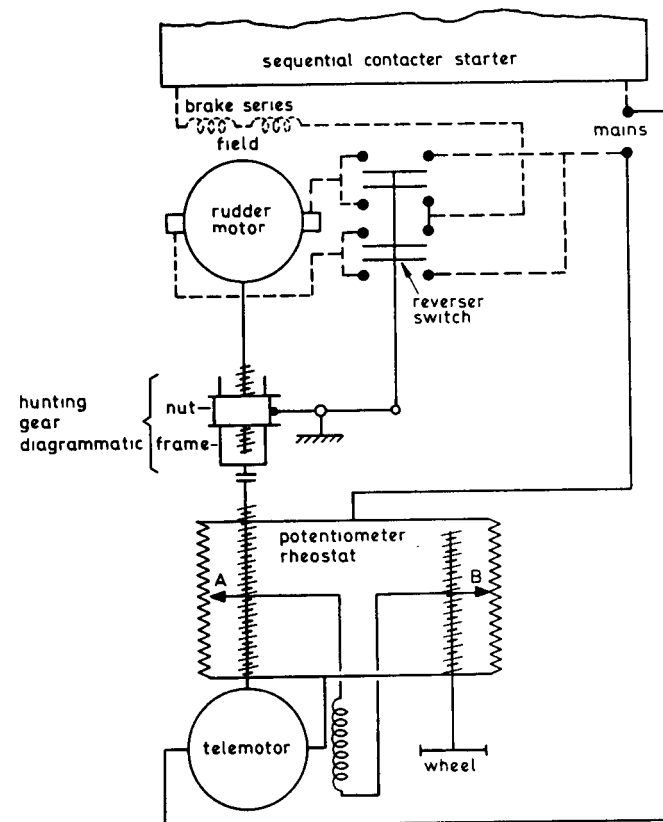 sequential contacter starter
brake series
field
mains
rudder
motor
reverser
switch
hunting
gear
diagrammatic
nut
frame
potentiometer
rheostat
A
B
telemotor
wheel